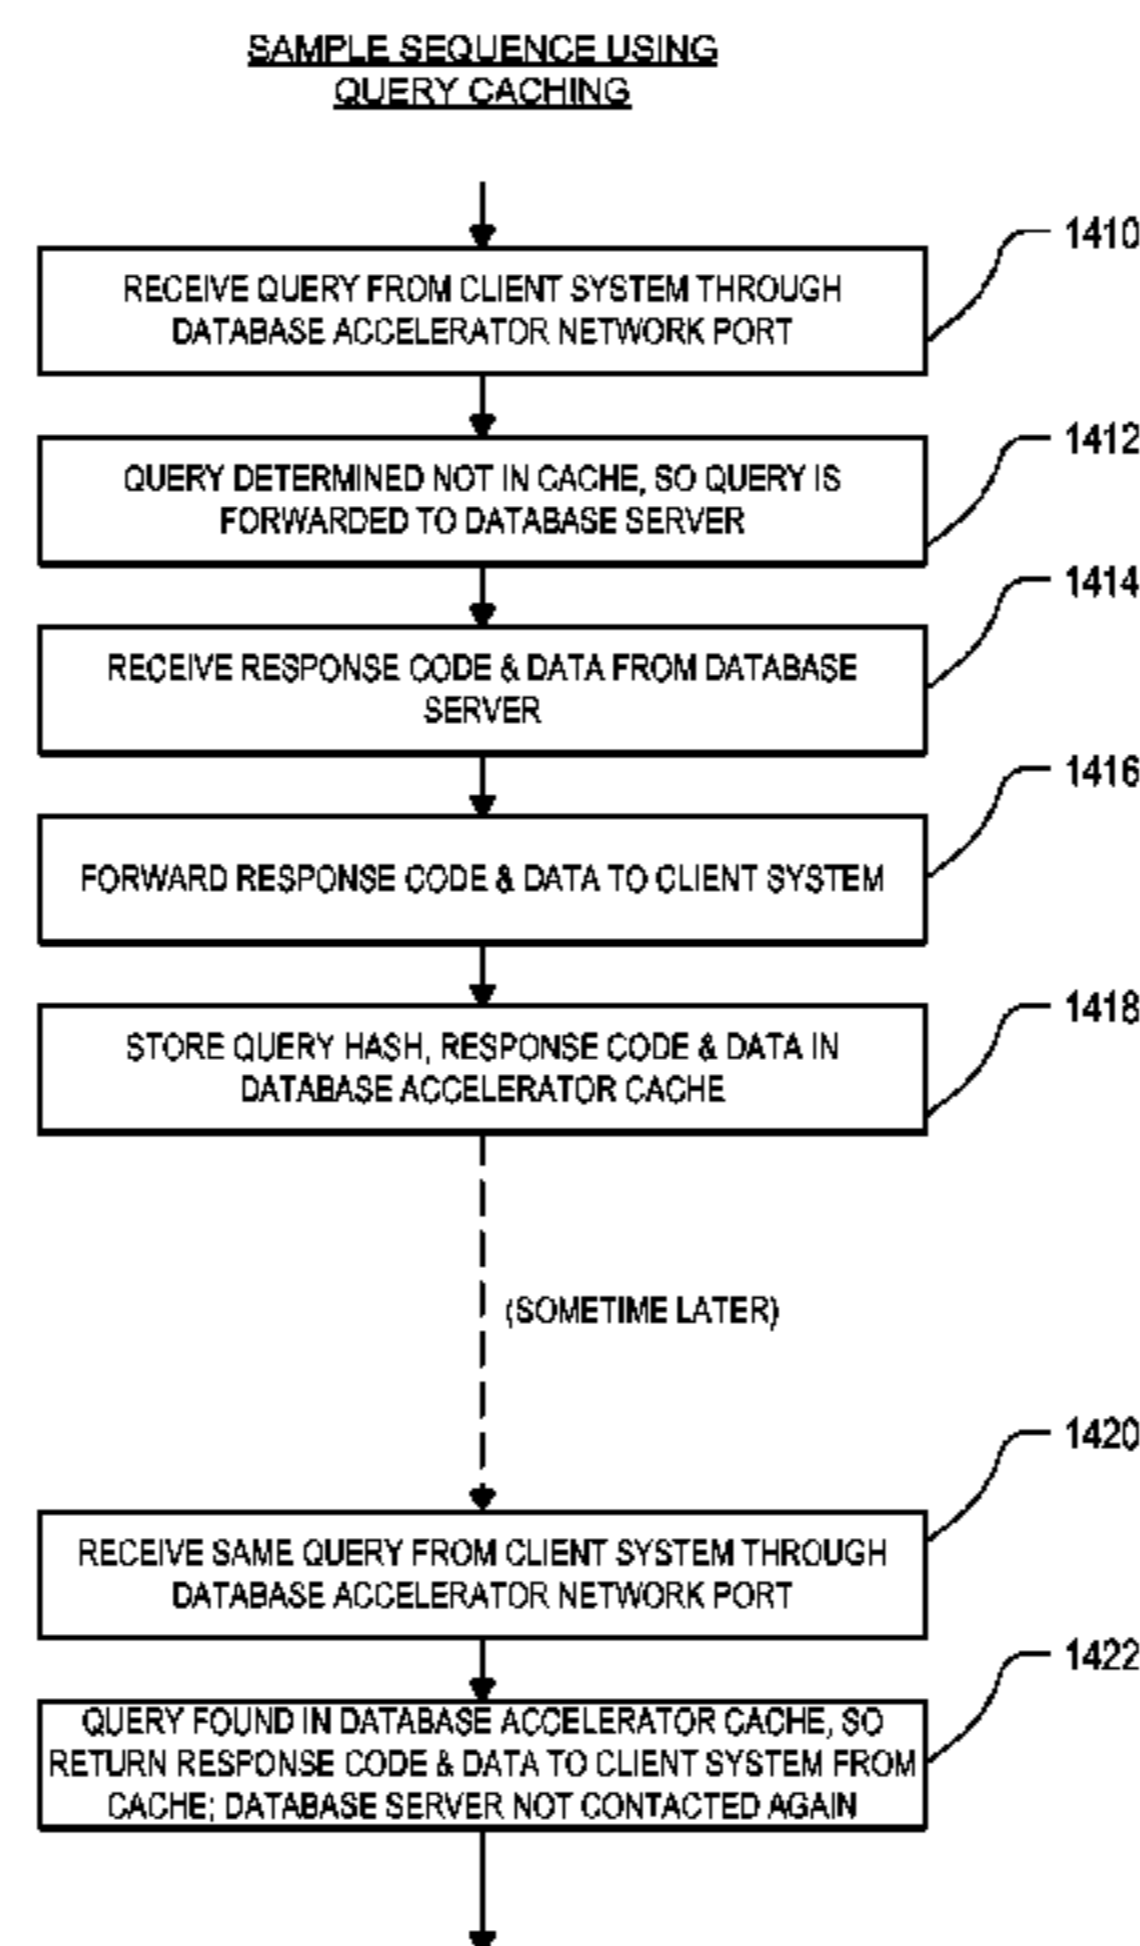 SAMPLE SEQUENCE USING
QUERY CACHING
1410
RECEIVE QUERY FROM CLIENT SYSTEM THROUGH
DATABASE ACCELERATOR NETWORK PORT
1412
QUERY DETERMINED NOT IN CACHE, SO QUERY IS
FORWARDED TO DATABASE SERVER
1414
RECEIVE RESPONSE CODE & DATA FROM DATABASE
SERVER
1416
FORWARD RESPONSE CODE & DATA TO CLIENT SYSTEM
1418
STORE QUERY HASH, RESPONSE CODE & DATA IN
DATABASE ACCELERATOR CACHE
(SOMETIME LATER)
1420
RECEIVE SAME QUERY FROM CLIENT SYSTEM THROUGH
DATABASE ACCELERATOR NETWORK PORT
1422
QUERY FOUND IN DATABASE ACCELERATOR CACHE, SO
RETURN RESPONSE CODE & DATA TO CLIENT SYSTEM FROM
CACHE; DATABASE SERVER NOT CONTACTED AGAIN